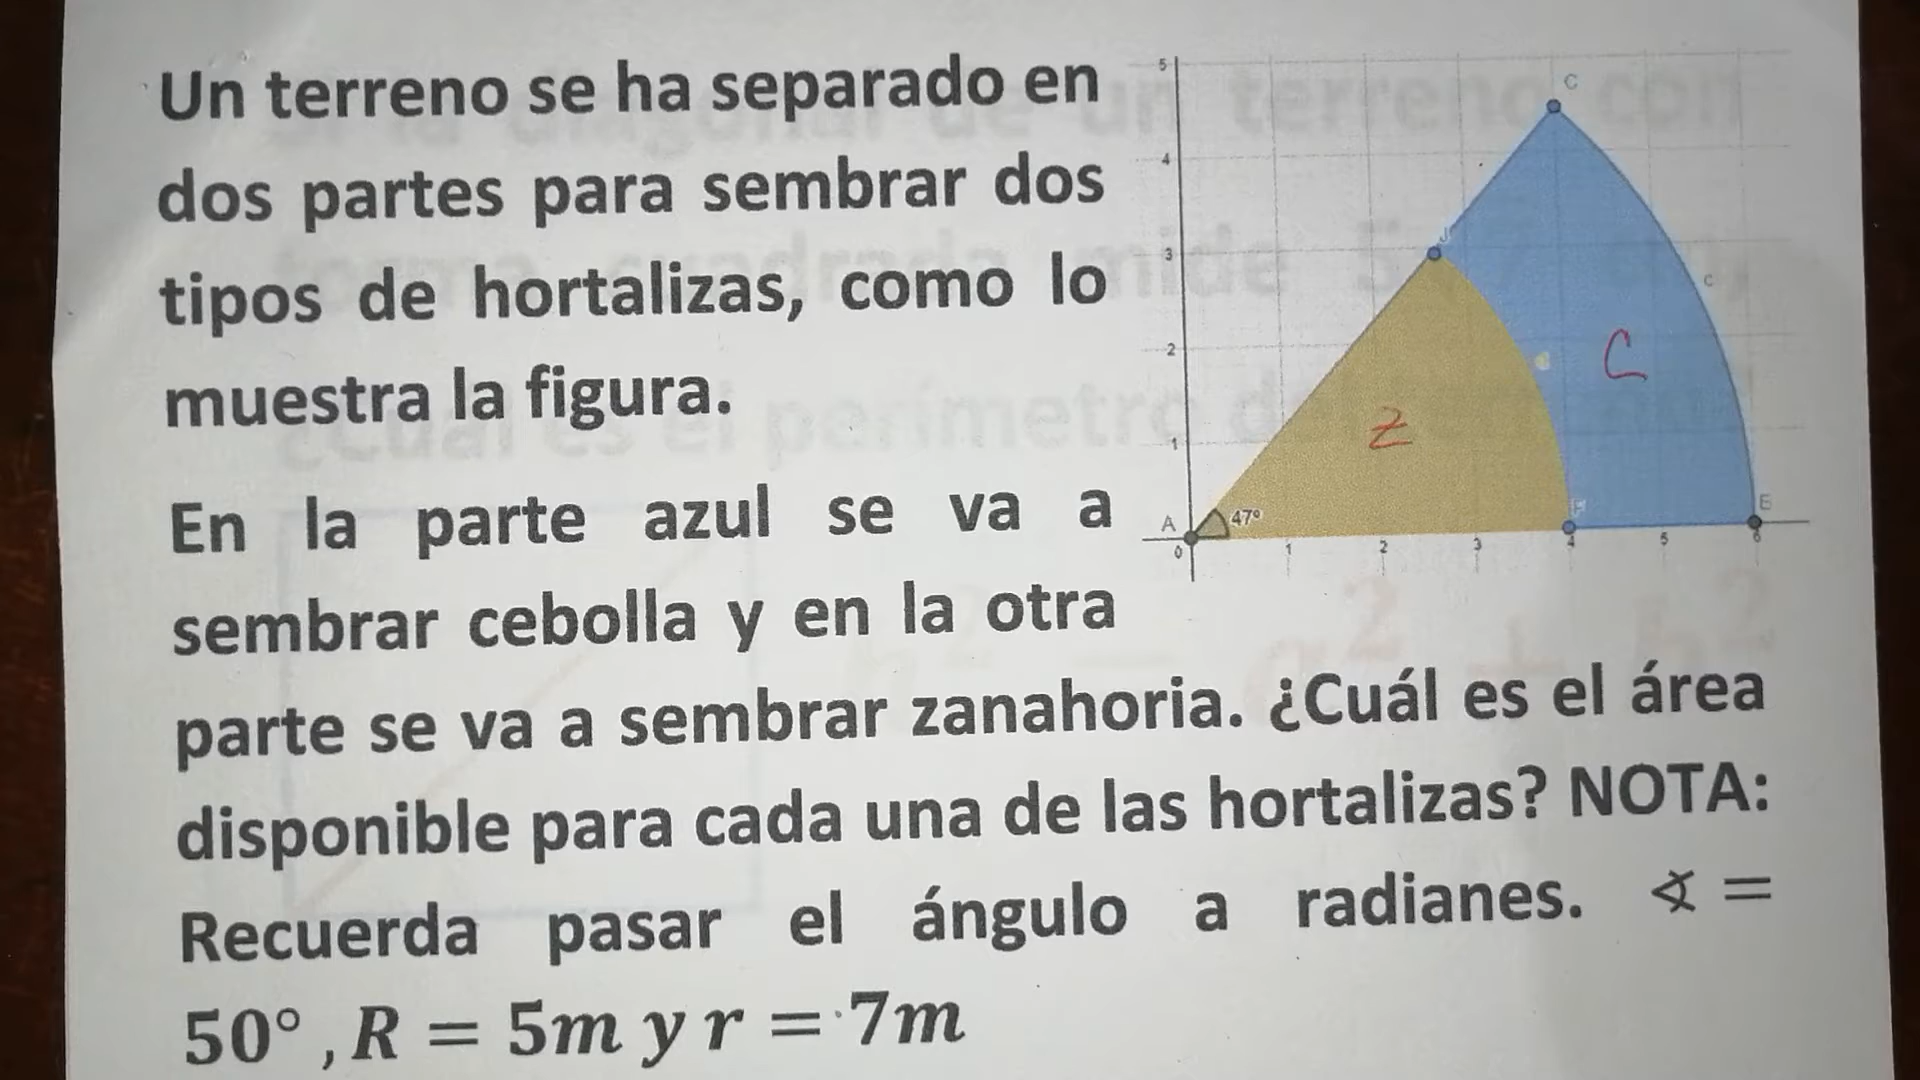 Un terreno se ha separado en
dos partes para sembrar dos
tipos de hortalizas, como lo
muestra la figura.
En la parte azul se va a
sembrar cebolla y en la otra
parte se va a sembrar zanahoria. ¿Cuál es el área
disponible para cada una de las hortalizas? NOTA:
Recuerda pasar el ángulo a radianes. ∢ =
50° , R = 5m y r = 7m
5
C
4
J
3
c
2
C
Z
1
A
47°
E
0
1
2
3
4
5
6